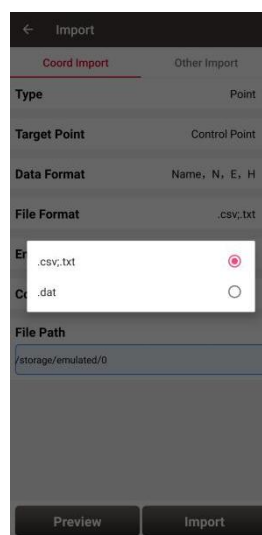 Import
Coord Import Other Import
Type Point
Target Point Control Point
Data Format Name, N, E, H
File Format .csv;.txt
.csv;.txt
.dat
File Path
/storage/emulated/0
Preview Import